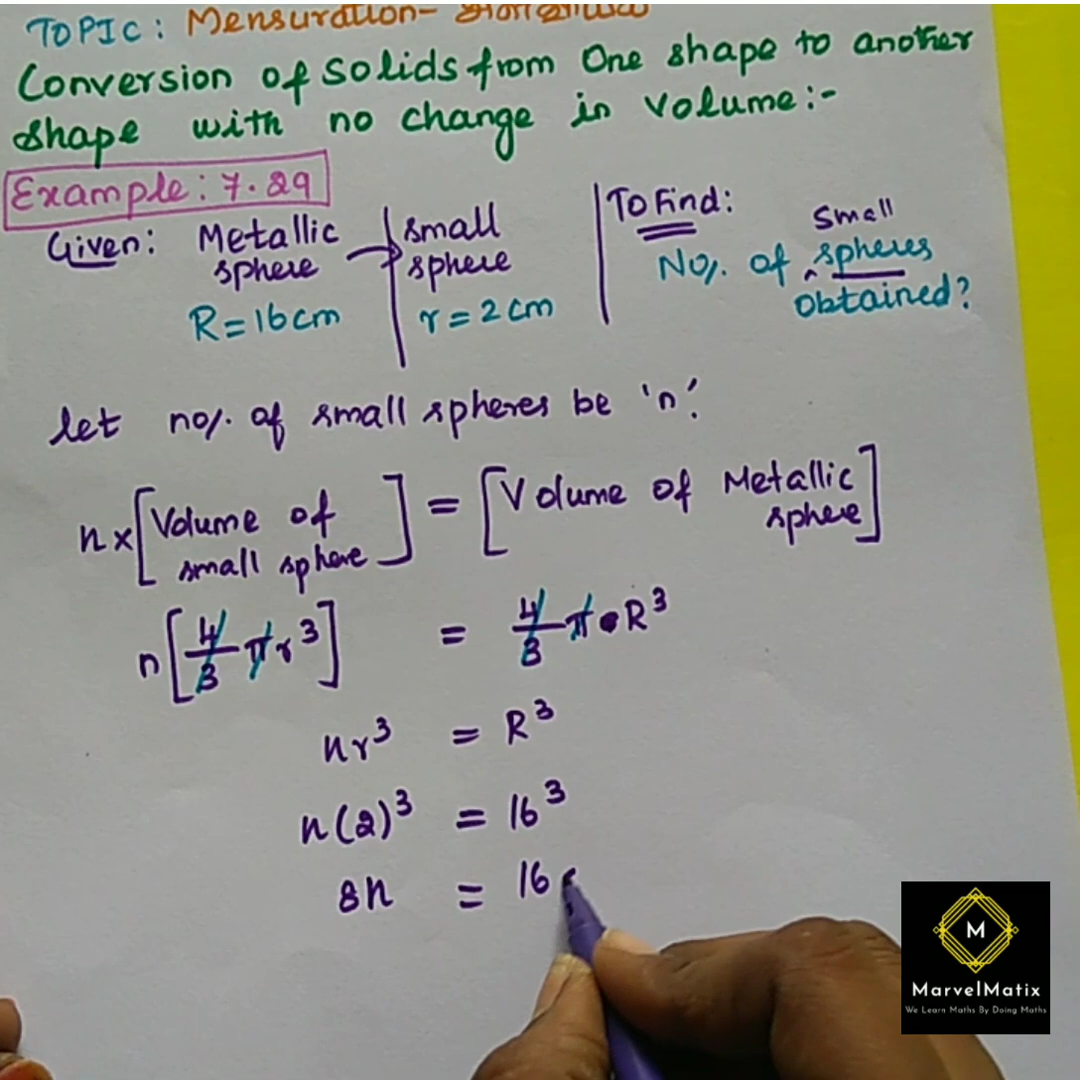 TOPIC: Mensuration-
Conversion of solids from One shape to another
shape with no change in Volume:-
Example: 7.29
Given: Metallic sphere
R=16cm
small sphere
r=2cm
To Find:
No/. of small spheres
Obtained?
let no/. of small spheres be 'n'.
n×[Volume of small sphere] = [Volume of Metallic sphere]
n[4/3 πr³] = 4/3 πR³
nr³ = R³
n(2)³ = 16³
8n = 16
M
MarvelMatix
We Learn Maths By Doing Maths